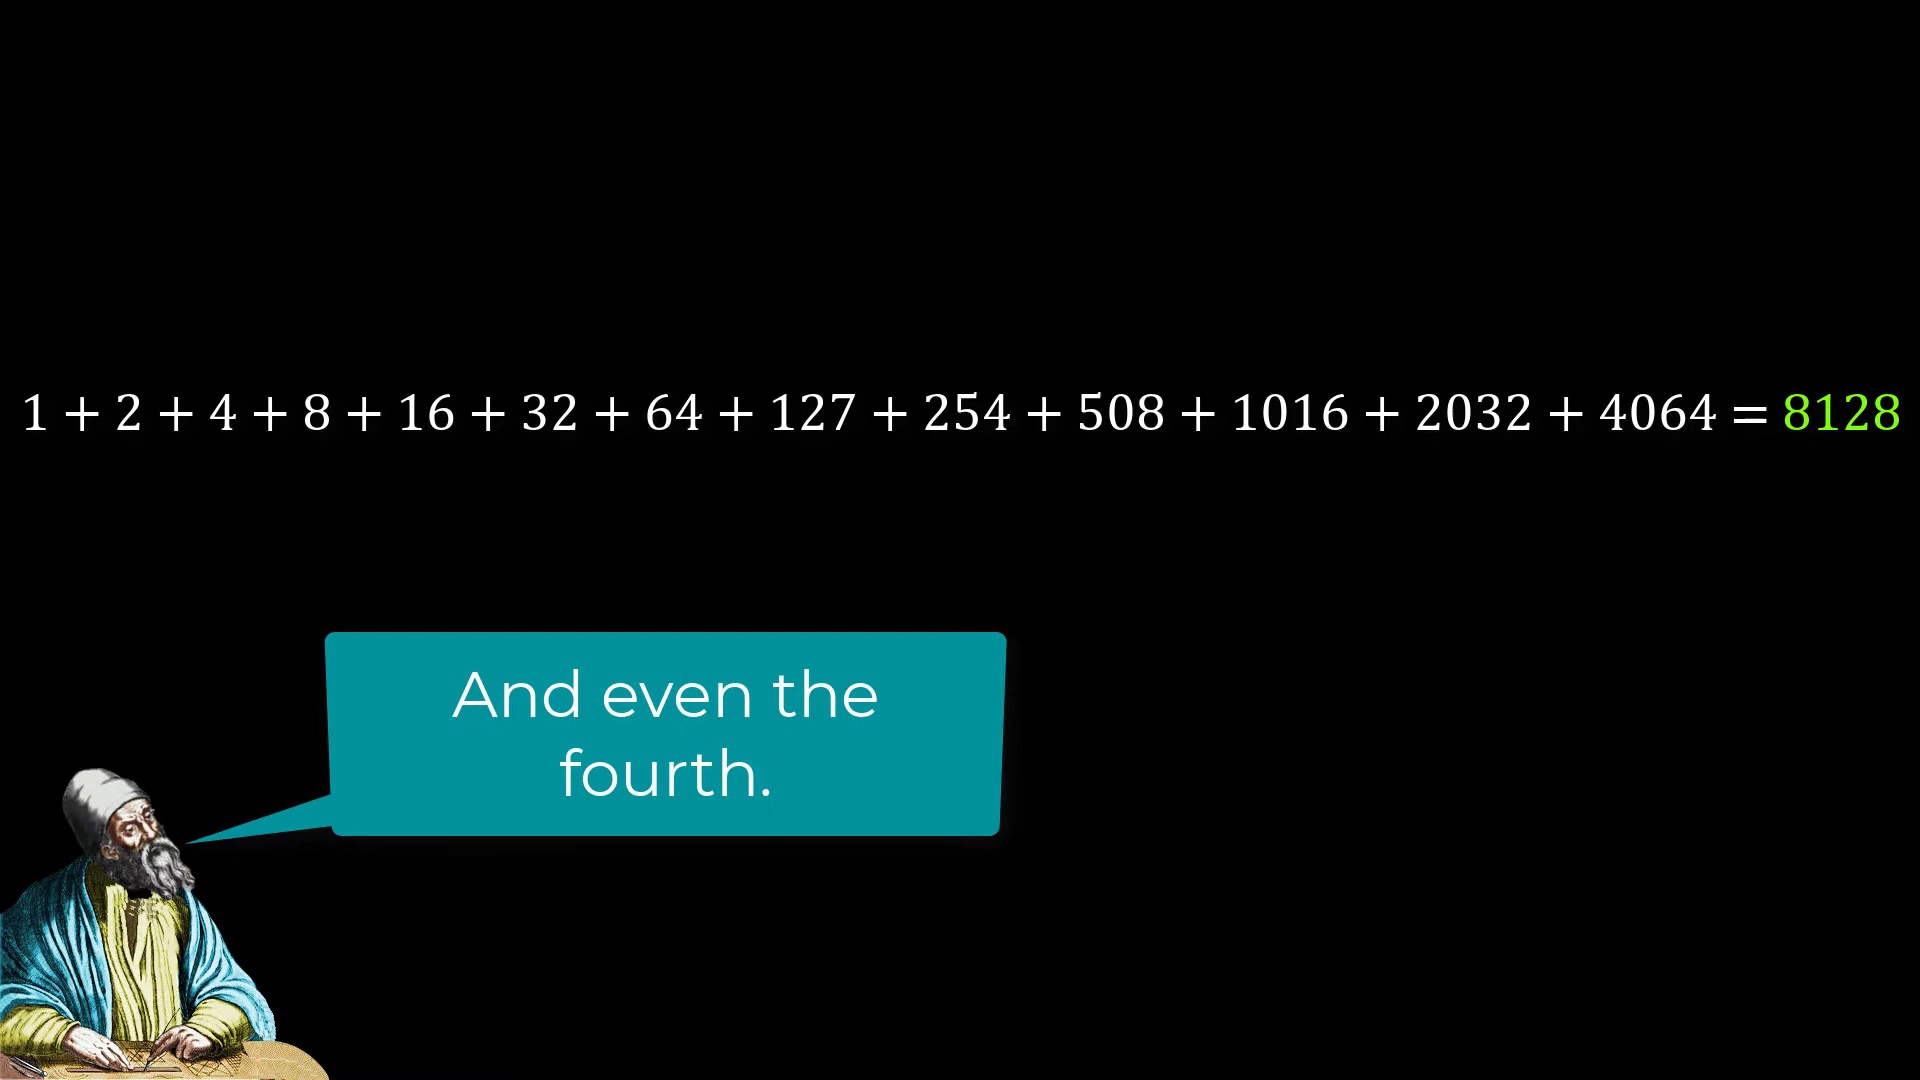 1 + 2 + 4 + 8 + 16 + 32 + 64 + 127 + 254 + 508 + 1016 + 2032 + 4064 = 8128
And even the
fourth.